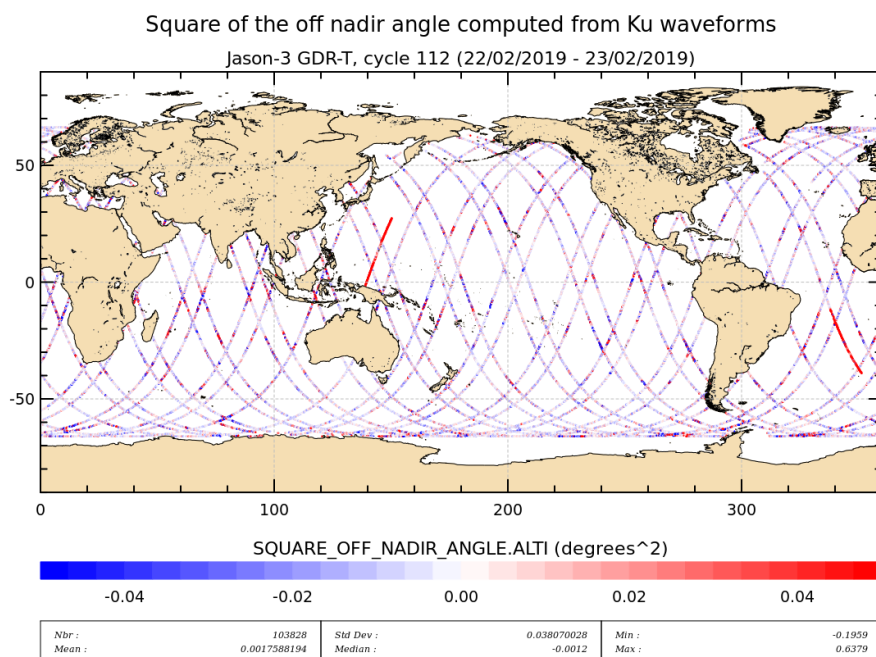 Square of the off nadir angle computed from Ku waveforms
Jason-3 GDR-T, cycle 112 (22/02/2019 - 23/02/2019)
50
0
-50
0 100 200 300
SQUARE_OFF_NADIR_ANGLE.ALTI (degrees^2)
-0.04 -0.02 0.00 0.02 0.04
Nbr : 103828 Std Dev : 0.038070028 Min : -0.1959
Mean : 0.0017588194 Median : -0.0012 Max : 0.6379